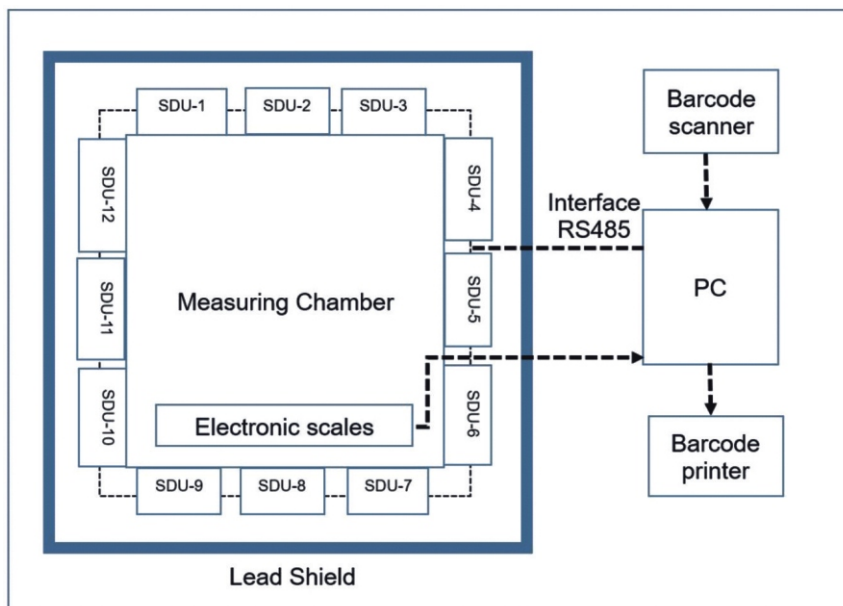 SDU-1
SDU-2
SDU-3
SDU-12
SDU-4
Barcode
scanner
Interface
RS485
SDU-11
Measuring Chamber
SDU-5
PC
SDU-10
Electronic scales
SDU-6
Barcode
printer
SDU-9
SDU-8
SDU-7
Lead Shield